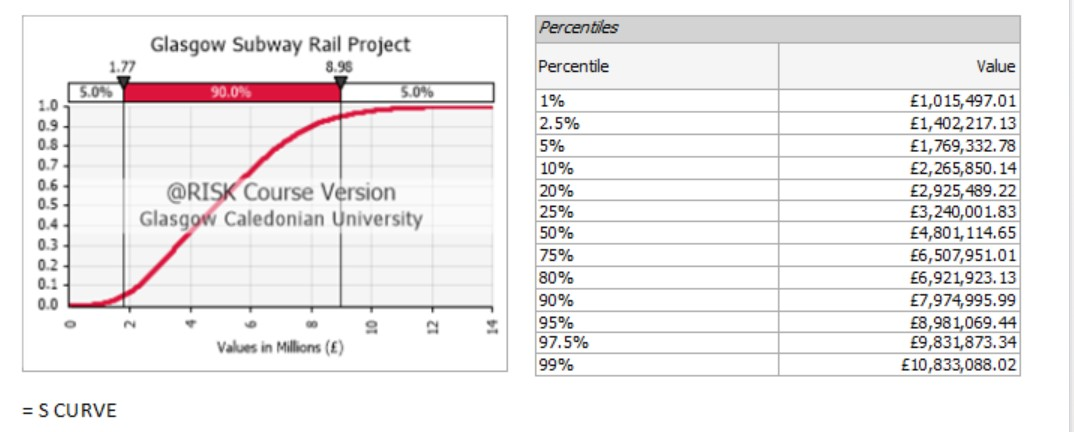 Glasgow Subway Rail Project
1.77 8.98
5.0% 90.0% 5.0%
1.0
0.9
0.8
0.7
0.6
0.5
0.4
0.3
0.2
0.1
0.0
@RISK Course Version
Glasgow Caledonian University
0 2 4 6 8 10 12 14
Values in Millions (£)
Percentiles
Percentile Value
1% £1,015,497.01
2.5% £1,402,217.13
5% £1,769,332.78
10% £2,265,850.14
20% £2,925,489.22
25% £3,240,001.83
50% £4,801,114.65
75% £6,507,951.01
80% £6,921,923.13
90% £7,974,995.99
95% £8,981,069.44
97.5% £9,831,873.34
99% £10,833,088.02
= S CURVE